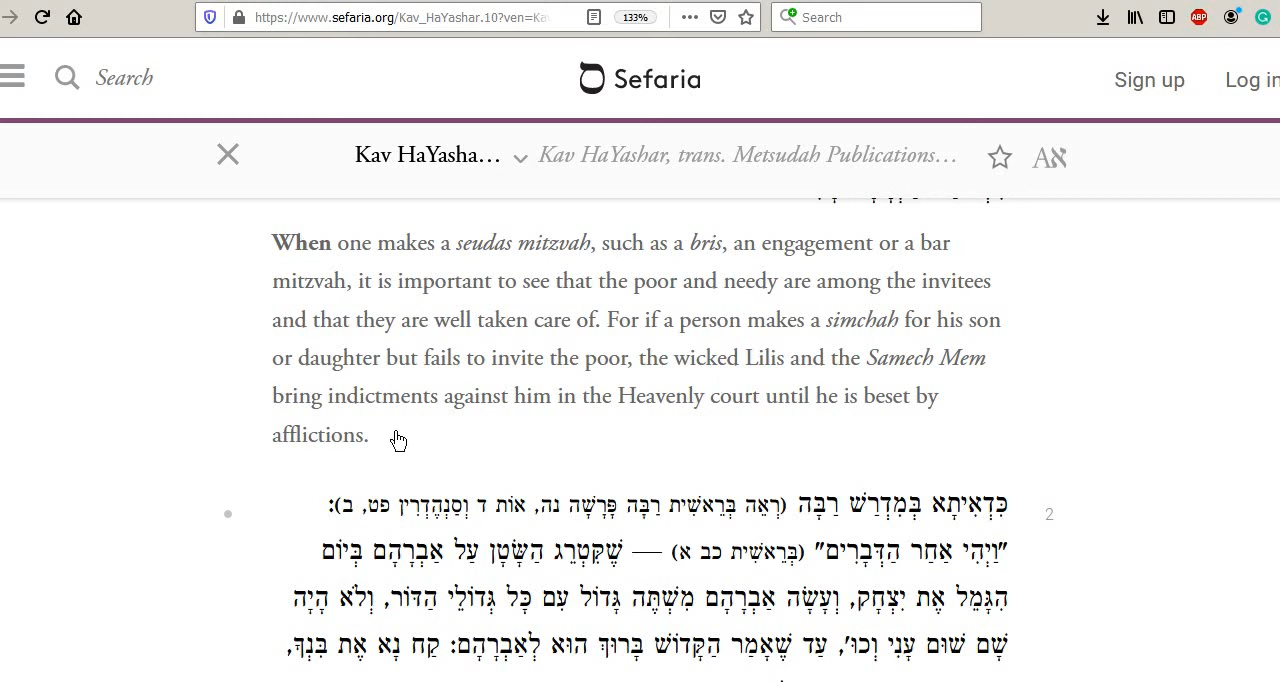 https://www.sefaria.org/Kav_HaYashar.10?ven=Ka
133%
Search
ABP
Search
Sefaria
Sign up
Log in
Kav HaYasha…
Kav HaYashar, trans. Metsudah Publications…
When one makes a seudas mitzvah, such as a bris, an engagement or a bar
mitzvah, it is important to see that the poor and needy are among the invitees
and that they are well taken care of. For if a person makes a simchah for his son
or daughter but fails to invite the poor, the wicked Lilis and the Samech Mem
bring indictments against him in the Heavenly court until he is beset by
afflictions.
2
כִּדְאִיתָא בְּמִדְרַשׁ רַבָּה (רְאֵה בְּרֵאשִׁית רַבָּה פָּרָשָׁה נה, אוֹת ד וְסַנְהֶדְרִין פט, ב):
"וַיְהִי אַחַר הַדְּבָרִים" (בְּרֵאשִׁית כב א) — שֶׁקִּטְרֵג הַשָּׂטָן עַל אַבְרָהָם בְּיוֹם
הִגָּמֵל אֶת יִצְחָק, וְעָשָׂה אַבְרָהָם מִשְׁתֶּה גָּדוֹל עִם כָּל גְּדוֹלֵי הַדּוֹר, וְלֹא הָיָה
שָׁם שׁוּם עָנִי וְכוּ', עַד שֶׁאָמַר הַקָּדוֹשׁ בָּרוּךְ הוּא לְאַבְרָהָם: קַח נָא אֶת בִּנְךָ,